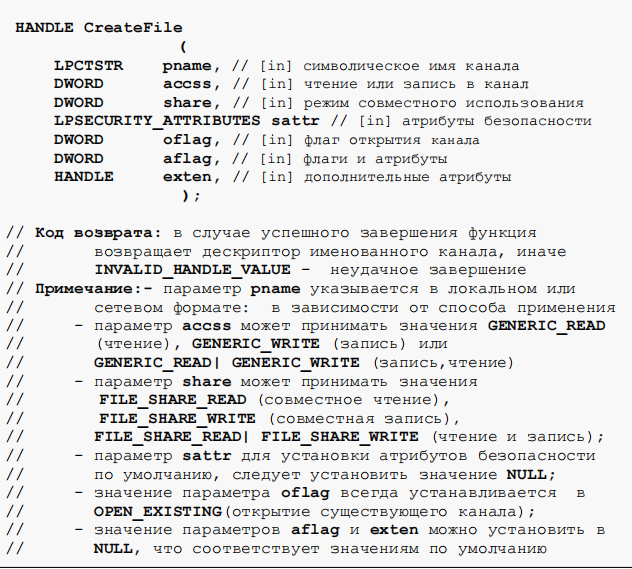 HANDLE CreateFile
(
LPCTSTR pname, // [in] символическое имя канала
DWORD accss, // [in] чтение или запись в канал
DWORD share, // [in] режим совместного использования
LPSECURITY_ATTRIBUTES sattr // [in] атрибуты безопасности
DWORD oflag, // [in] флаг открытия канала
DWORD aflag, // [in] флаги и атрибуты
HANDLE exten, // [in] дополнительные атрибуты
);
// Код возврата: в случае успешного завершения функция
// возвращает дескриптор именованного канала, иначе
// INVALID_HANDLE_VALUE - неудачное завершение
// Примечание:- параметр pname указывается в локальном или
// сетевом формате: в зависимости от способа применения
// - параметр accss может принимать значения GENERIC_READ
// (чтение), GENERIC_WRITE (запись) или
// GENERIC_READ| GENERIC_WRITE (запись,чтение)
// - параметр share может принимать значения
// FILE_SHARE_READ (совместное чтение),
// FILE_SHARE_WRITE (совместная запись),
// FILE_SHARE_READ| FILE_SHARE_WRITE (чтение и запись);
// - параметр sattr для установки атрибутов безопасности
// по умолчанию, следует установить значение NULL;
// - значение параметра oflag всегда устанавливается в
// OPEN_EXISTING(открытие существующего канала);
// - значение параметров aflag и exten можно установить в
// NULL, что соответствует значениям по умолчанию